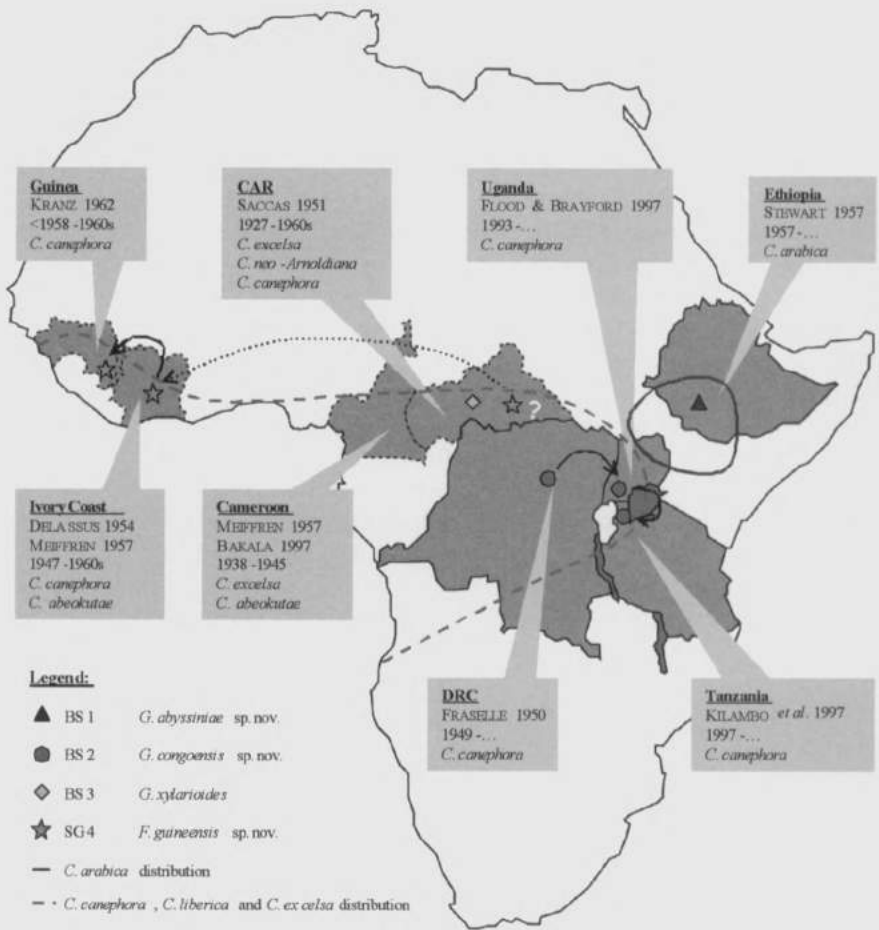 Guinea
KRANZ 1962
<1958 -1960s
C. canephora
CAR
SACCAS 1951
1927 -1960s
C. excelsa
C. neo -Arnoldiana
C. canephora
Uganda
FLOOD & BRAYFORD 1997
1993 -...
C. canephora
Ethiopia
STEWART 1957
1957 -...
C. arabica
?
Ivory Coast
DELASSUS 1954
MEIFFREN 1957
1947 -1960s
C. canephora
C. abeokutae
Cameroon
MEIFFREN 1957
BAKALA 1997
1938 -1945
C. excelsa
C. abeokutae
DRC
FRASELLE 1950
1949 -...
C. canephora
Tanzania
KILAMBO et al. 1997
1997 -...
C. canephora
Legend:
BS 1 G. abyssiniae sp. nov.
BS 2 G. congoensis sp. nov.
BS 3 G. xylarioides
SG4 F. guineensis sp. nov.
C. arabica distribution
C. canephora , C. liberica and C. excelsa distribution